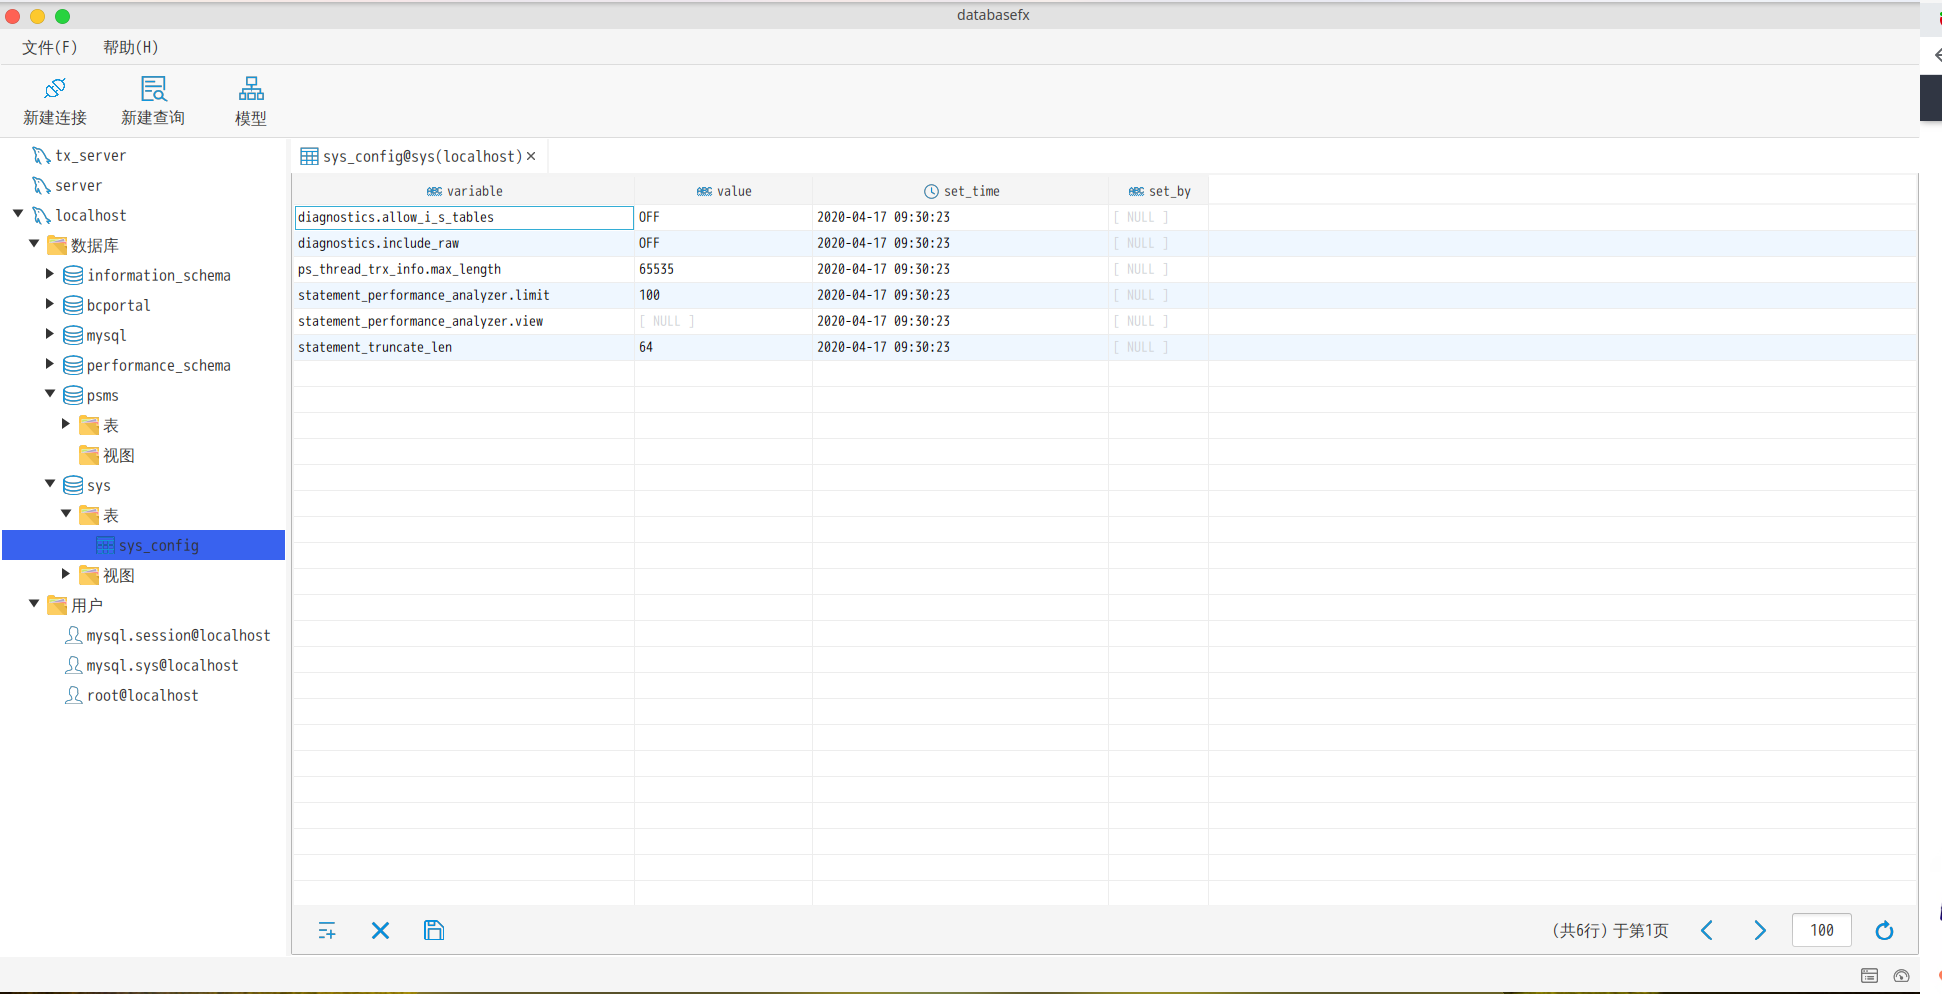 databasefx
文件(F) 帮助(H)
新建连接 新建查询 模型
tx_server
server
localhost
数据库
information_schema
bcportal
mysql
performance_schema
psms
表
视图
sys
表
sys_config
视图
用户
mysql.session@localhost
mysql.sys@localhost
root@localhost
sys_config@sys(localhost)
ABC variable ABC value set_time ABC set_by
diagnostics.allow_i_s_tables OFF 2020-04-17 09:30:23 [ NULL ]
diagnostics.include_raw OFF 2020-04-17 09:30:23 [ NULL ]
ps_thread_trx_info.max_length 65535 2020-04-17 09:30:23 [ NULL ]
statement_performance_analyzer.limit 100 2020-04-17 09:30:23 [ NULL ]
statement_performance_analyzer.view [ NULL ] 2020-04-17 09:30:23 [ NULL ]
statement_truncate_len 64 2020-04-17 09:30:23 [ NULL ]
(共6行)于第1页 100